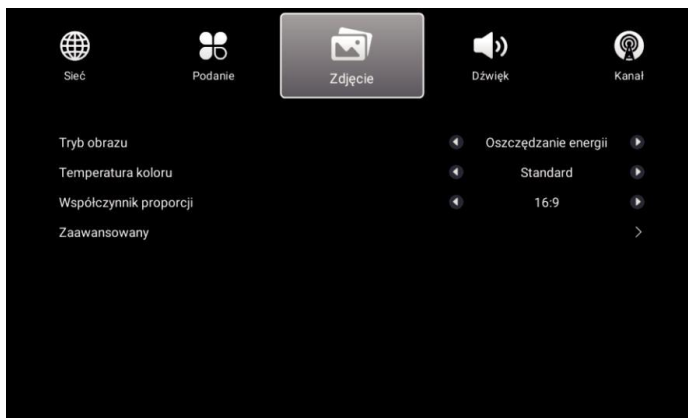 Sieć Podanie Zdjęcie Dźwięk Kanał
Tryb obrazu Oszczędzanie energii
Temperatura koloru Standard
Współczynnik proporcji 16:9
Zaawansowany